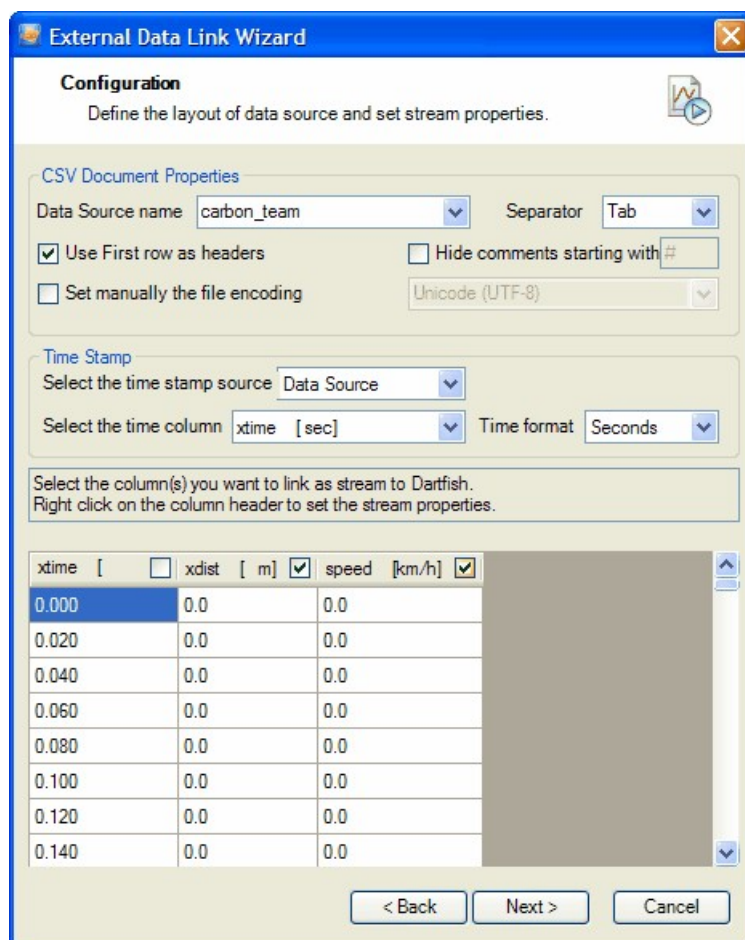 External Data Link Wizard
Configuration
Define the layout of data source and set stream properties.
CSV Document Properties
Data Source name carbon_team Separator Tab
Use First row as headers Hide comments starting with #
Set manually the file encoding Unicode (UTF-8)
Time Stamp
Select the time stamp source Data Source
Select the time column xtime [sec] Time format Seconds
Select the column(s) you want to link as stream to Dartfish.
Right click on the column header to set the stream properties.
xtime [ xdist [ m] speed [km/h]
0.000 0.0 0.0
0.020 0.0 0.0
0.040 0.0 0.0
0.060 0.0 0.0
0.080 0.0 0.0
0.100 0.0 0.0
0.120 0.0 0.0
0.140 0.0 0.0
< Back Next > Cancel